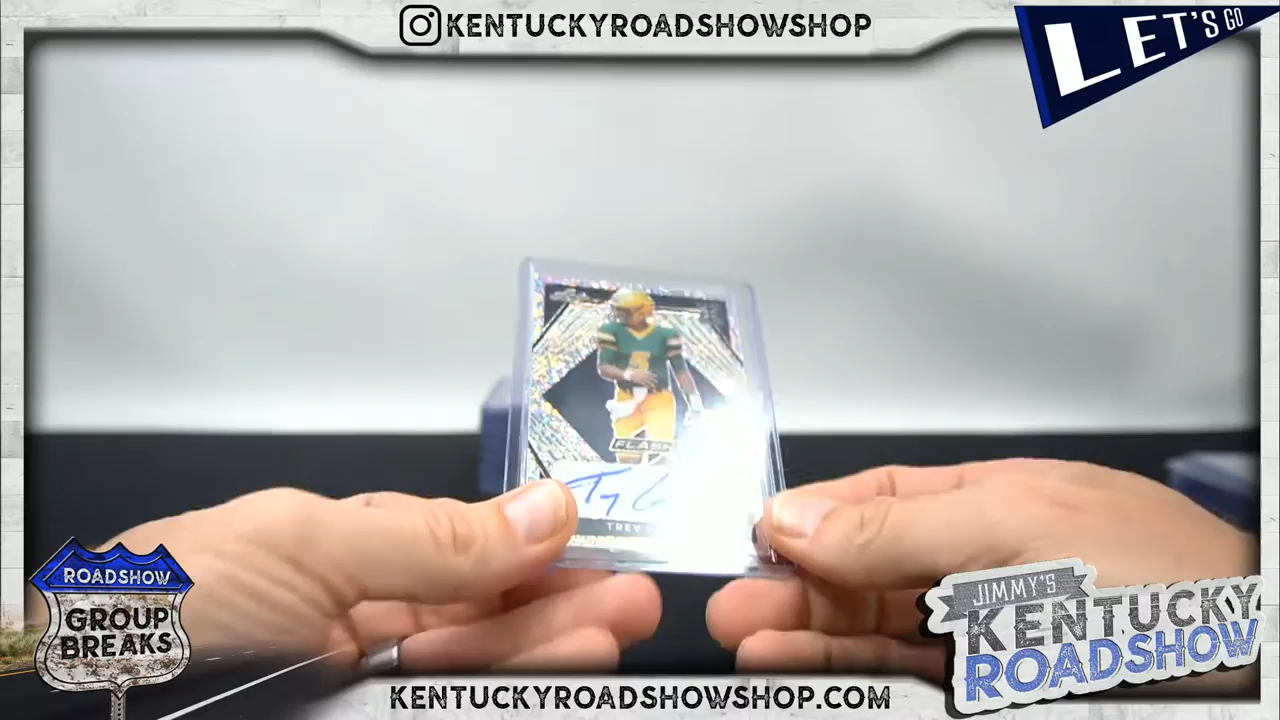 KENTUCKYROADSHOWSHOP
LET'S GO
FLASH
TREY
ROADSHOW
GROUP
BREAKS
JIMMY'S
KENTUCKY
ROADSHOW
KENTUCKYROADSHOWSHOP.COM